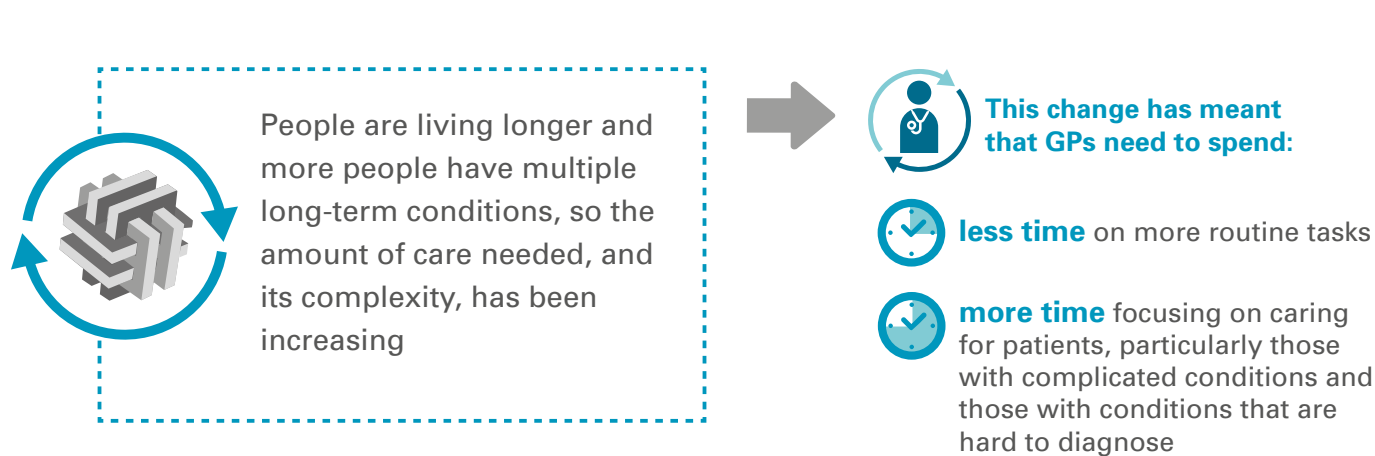 People are living longer and
more people have multiple
long-term conditions, so the
amount of care needed, and
its complexity, has been
increasing
This change has meant
that GPs need to spend:
less time on more routine tasks
more time focusing on caring
for patients, particularly those
with complicated conditions and
those with conditions that are
hard to diagnose